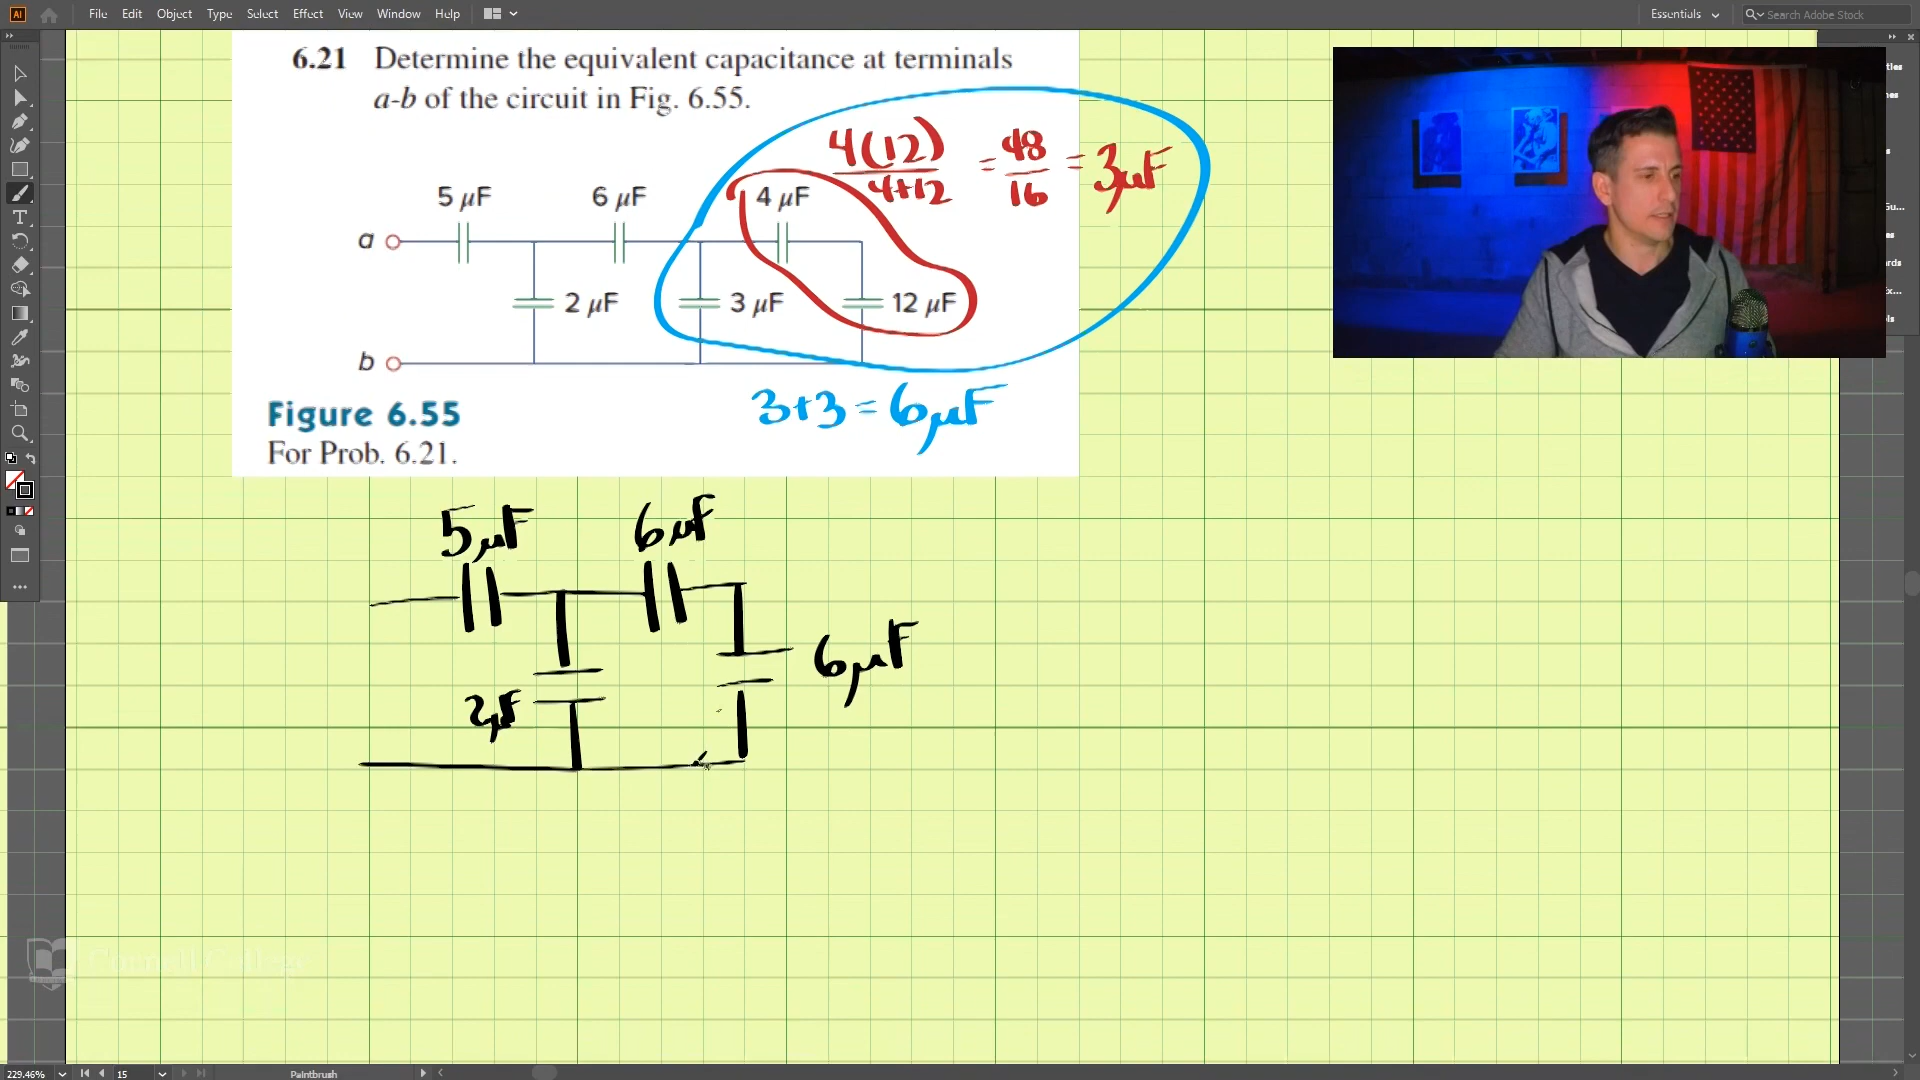 File Edit Object Type Select Effect View Window Help
Essentials
Search Adobe Stock
6.21 Determine the equivalent capacitance at terminals
a-b of the circuit in Fig. 6.55.
4(12)
4+12
= 48
16
= 3μF
5 μF 6 μF 4 μF
a
2 μF 3 μF 12 μF
b
3+3=6μF
Figure 6.55
For Prob. 6.21.
5μF 6μF
6μF
2μF
Cornell College
229.46% 15 Paintbrush